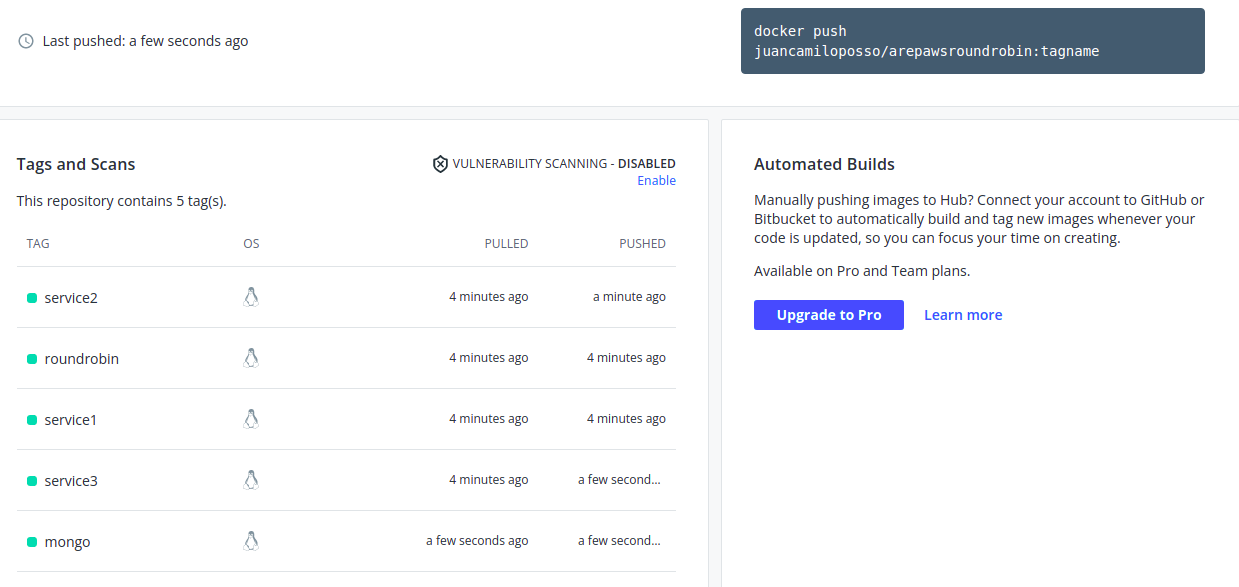 Last pushed: a few seconds ago
docker push
juancamiloposso/arepawsroundrobin:tagname
Tags and Scans
VULNERABILITY SCANNING - DISABLED
Enable
This repository contains 5 tag(s).
TAG OS PULLED PUSHED
service2 4 minutes ago a minute ago
roundrobin 4 minutes ago 4 minutes ago
service1 4 minutes ago 4 minutes ago
service3 4 minutes ago a few second...
mongo a few seconds ago a few second...
Automated Builds
Manually pushing images to Hub? Connect your account to GitHub or
Bitbucket to automatically build and tag new images whenever your
code is updated, so you can focus your time on creating.
Available on Pro and Team plans.
Upgrade to Pro Learn more